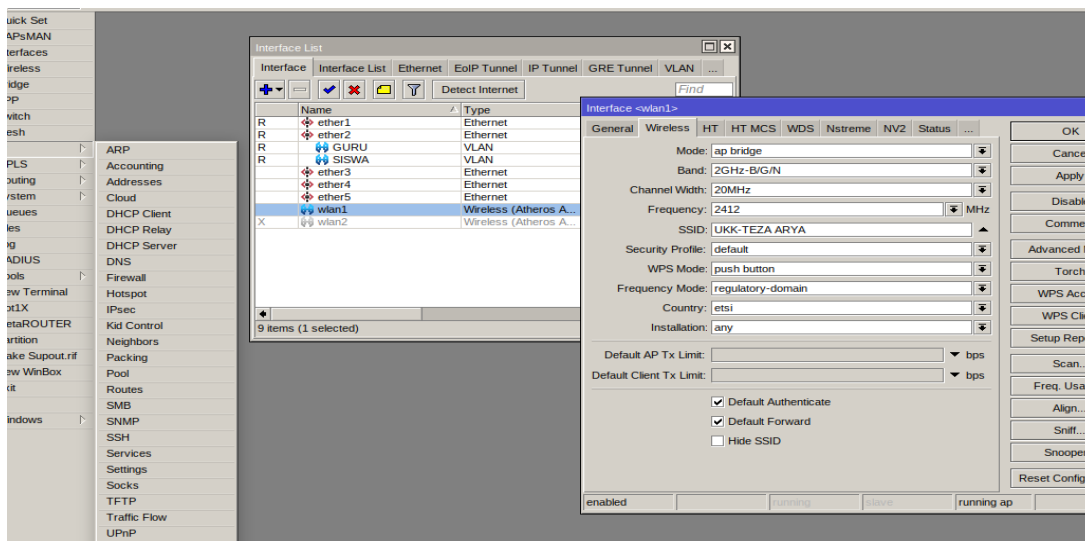 uick Set
APsMAN
terfaces
ireless
ridge
PP
witch
esh
PLS
outing
ystem
ueues
les
og
ADIUS
ools
ew Terminal
ot1X
etaROUTER
artition
ake Supout.rif
ew WinBox
xit
indows
ARP
Accounting
Addresses
Cloud
DHCP Client
DHCP Relay
DHCP Server
DNS
Firewall
Hotspot
IPsec
Kid Control
Neighbors
Packing
Pool
Routes
SMB
SNMP
SSH
Services
Settings
Socks
TFTP
Traffic Flow
UPnP
Interface List
Interface Interface List Ethernet EoIP Tunnel IP Tunnel GRE Tunnel VLAN ...
Detect Internet Find
Name Type
R ether1 Ethernet
R ether2 Ethernet
R GURU VLAN
R SISWA VLAN
ether3 Ethernet
ether4 Ethernet
ether5 Ethernet
wlan1 Wireless (Atheros A...
X wlan2 Wireless (Atheros A...
9 items (1 selected)
Interface <wlan1>
General Wireless HT HT MCS WDS Nstreme NV2 Status ...
Mode: ap bridge
Band: 2GHz-B/G/N
Channel Width: 20MHz
Frequency: 2412 MHz
SSID: UKK-TEZA ARYA
Security Profile: default
WPS Mode: push button
Frequency Mode: regulatory-domain
Country: etsi
Installation: any
Default AP Tx Limit: bps
Default Client Tx Limit: bps
Default Authenticate
Default Forward
Hide SSID
OK
Cance
Apply
Disabl
Comme
Advanced
Torch
WPS Acc
WPS Cli
Setup Rep
Scan..
Freq. Usa
Align...
Sniff...
Snoope
Reset Config
enabled running slave running ap